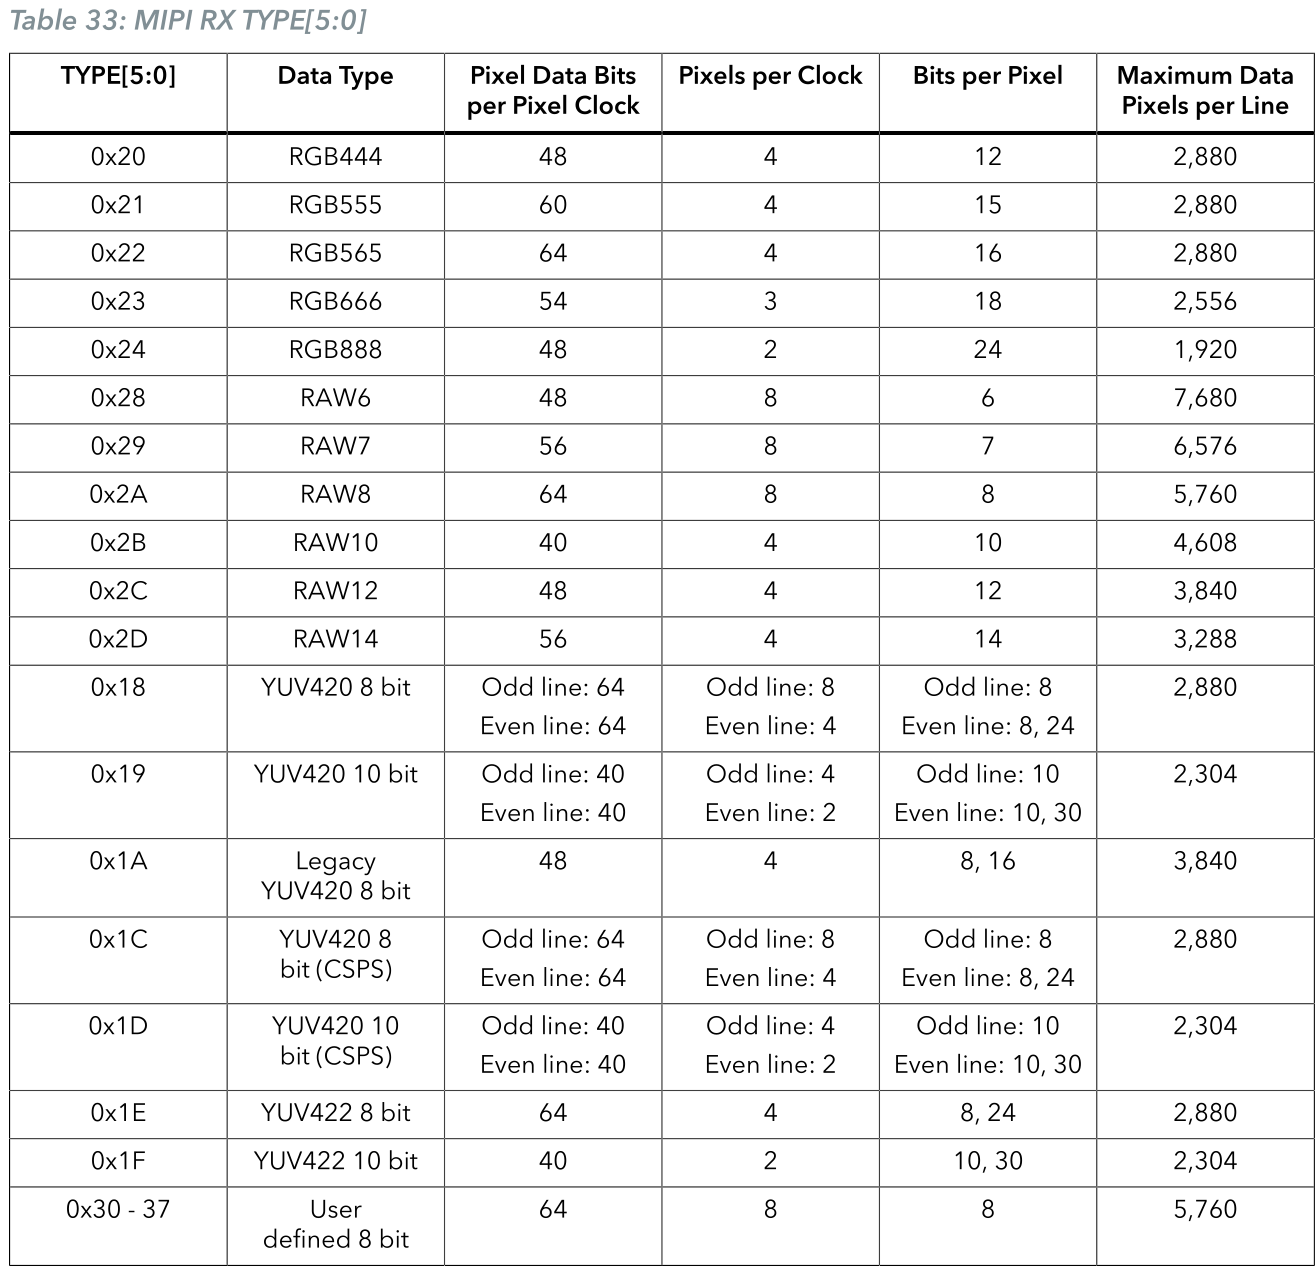 Table 33: MIPI RX TYPE[5:0]
TYPE[5:0] Data Type Pixel Data Bits per Pixel Clock Pixels per Clock Bits per Pixel Maximum Data Pixels per Line
0x20 RGB444 48 4 12 2,880
0x21 RGB555 60 4 15 2,880
0x22 RGB565 64 4 16 2,880
0x23 RGB666 54 3 18 2,556
0x24 RGB888 48 2 24 1,920
0x28 RAW6 48 8 6 7,680
0x29 RAW7 56 8 7 6,576
0x2A RAW8 64 8 8 5,760
0x2B RAW10 40 4 10 4,608
0x2C RAW12 48 4 12 3,840
0x2D RAW14 56 4 14 3,288
0x18 YUV420 8 bit Odd line: 64 Odd line: 8 Odd line: 8 2,880
Even line: 64 Even line: 4 Even line: 8, 24
0x19 YUV420 10 bit Odd line: 40 Odd line: 4 Odd line: 10 2,304
Even line: 40 Even line: 2 Even line: 10, 30
0x1A Legacy 48 4 8, 16 3,840
YUV420 8 bit
0x1C YUV420 8 Odd line: 64 Odd line: 8 Odd line: 8 2,880
bit (CSPS) Even line: 64 Even line: 4 Even line: 8, 24
0x1D YUV420 10 Odd line: 40 Odd line: 4 Odd line: 10 2,304
bit (CSPS) Even line: 40 Even line: 2 Even line: 10, 30
0x1E YUV422 8 bit 64 4 8, 24 2,880
0x1F YUV422 10 bit 40 2 10, 30 2,304
0x30 - 37 User 64 8 8 5,760
defined 8 bit